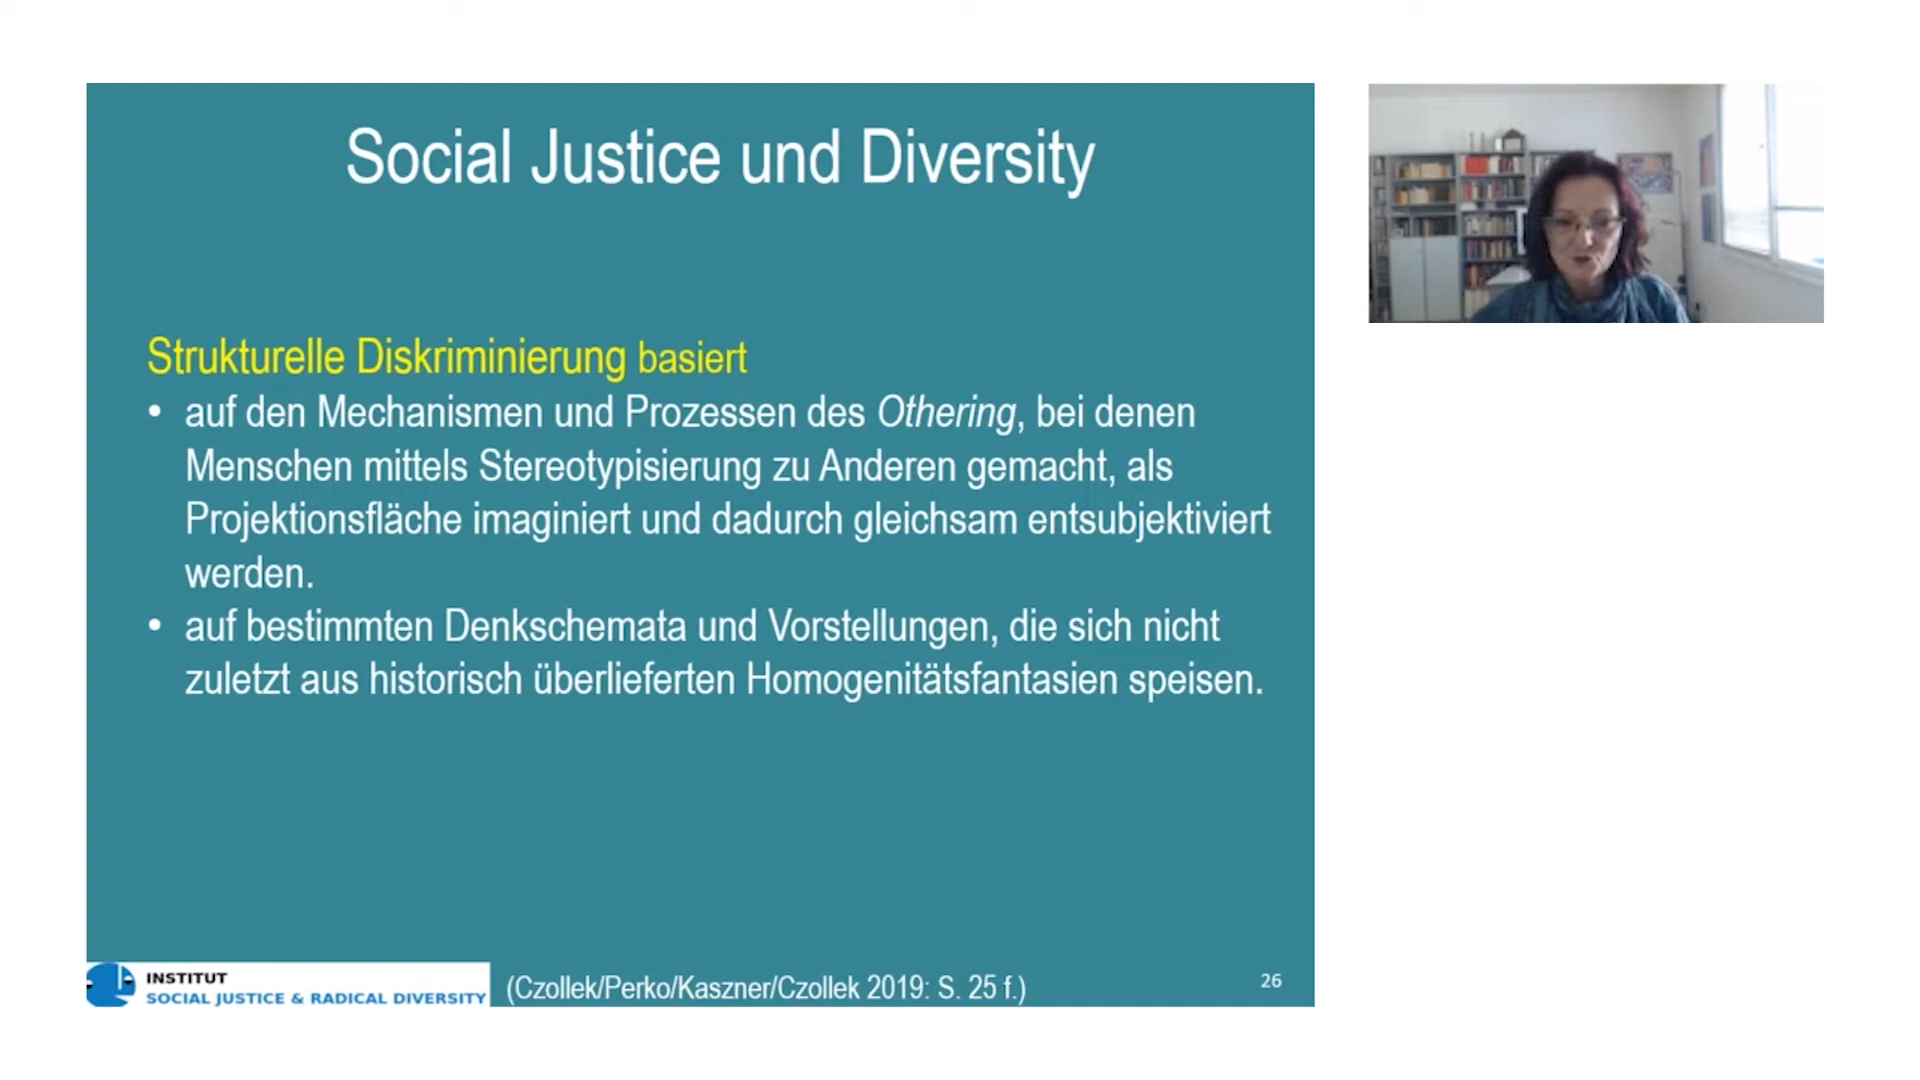 Social Justice und Diversity
Strukturelle Diskriminierung basiert
• auf den Mechanismen und Prozessen des Othering, bei denen
Menschen mittels Stereotypisierung zu Anderen gemacht, als
Projektionsfläche imaginiert und dadurch gleichsam entsubjektiviert
werden.
• auf bestimmten Denkschemata und Vorstellungen, die sich nicht
zuletzt aus historisch überlieferten Homogenitätsfantasien speisen.
INSTITUT
SOCIAL JUSTICE & RADICAL DIVERSITY
(Czollek/Perko/Kaszner/Czollek 2019: S. 25 f.)
26